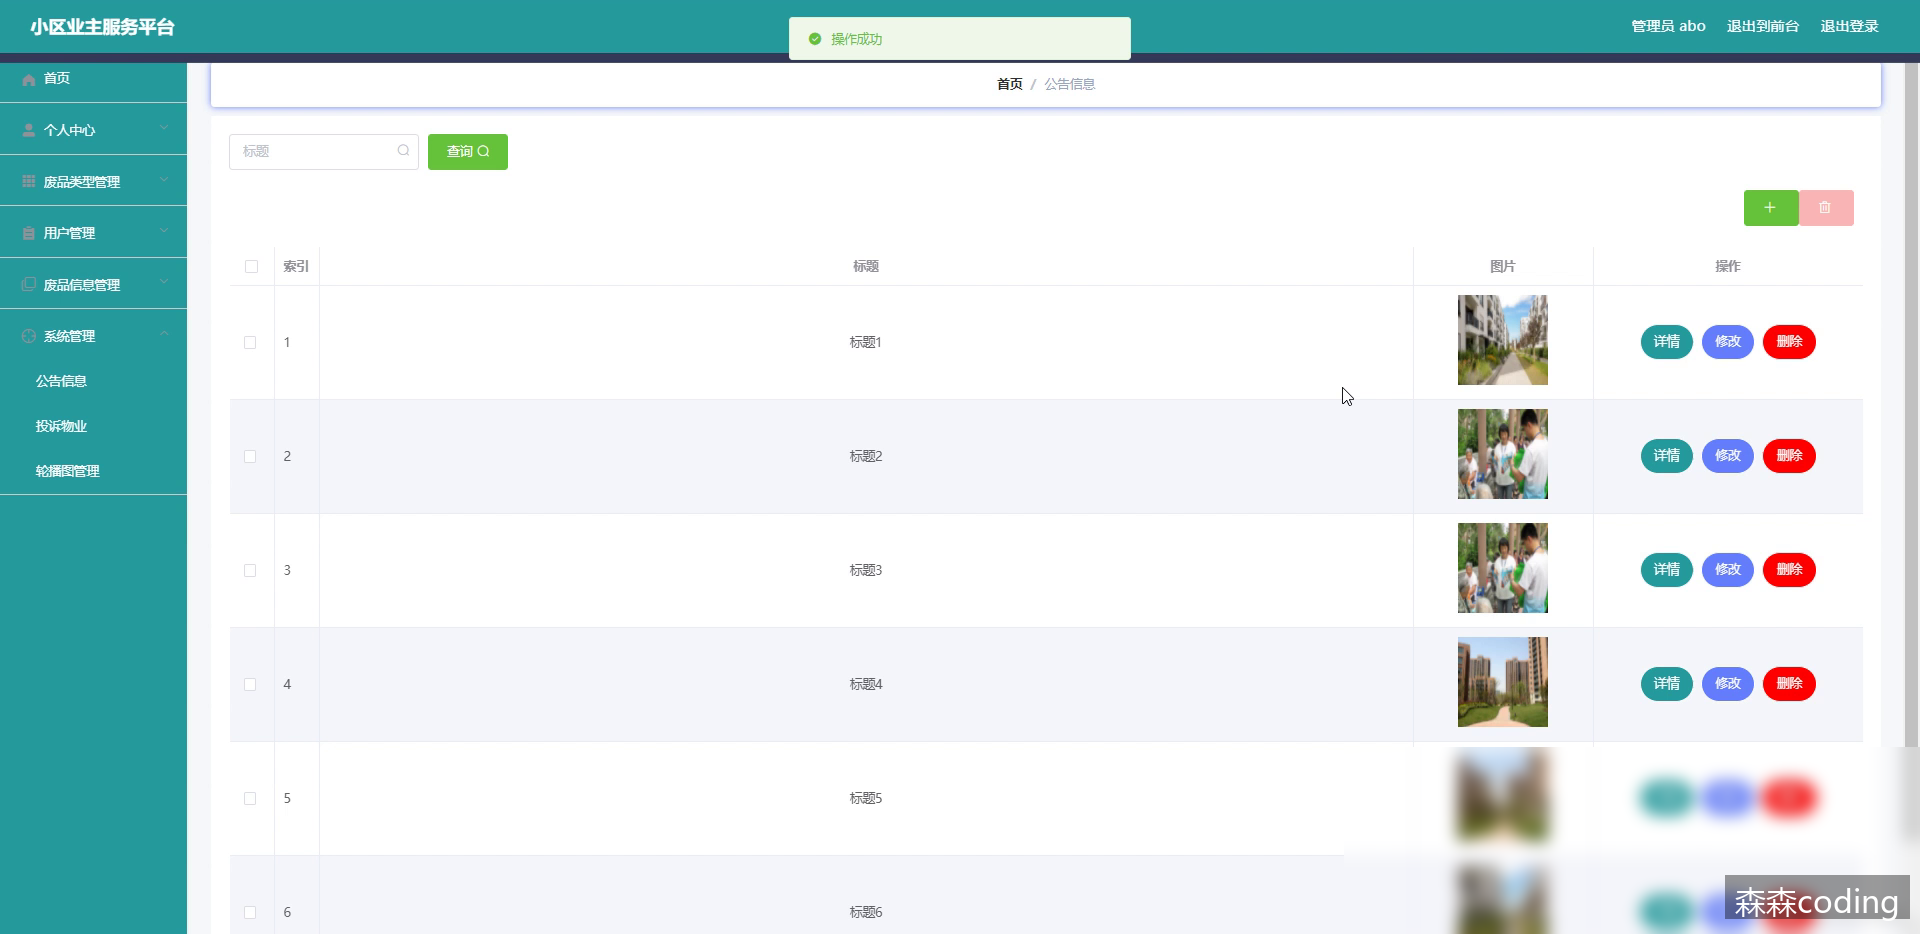 小区业主服务平台
操作成功
管理员 abo 退出到前台 退出登录
首页
个人中心
废品类型管理
用户管理
废品信息管理
系统管理
公告信息
投诉物业
轮播图管理
首页 / 公告信息
标题 查询
索引 标题 图片 操作
1 标题1 详情 修改 删除
2 标题2 详情 修改 删除
3 标题3 详情 修改 删除
4 标题4 详情 修改 删除
5 标题5
6 标题6
森森coding